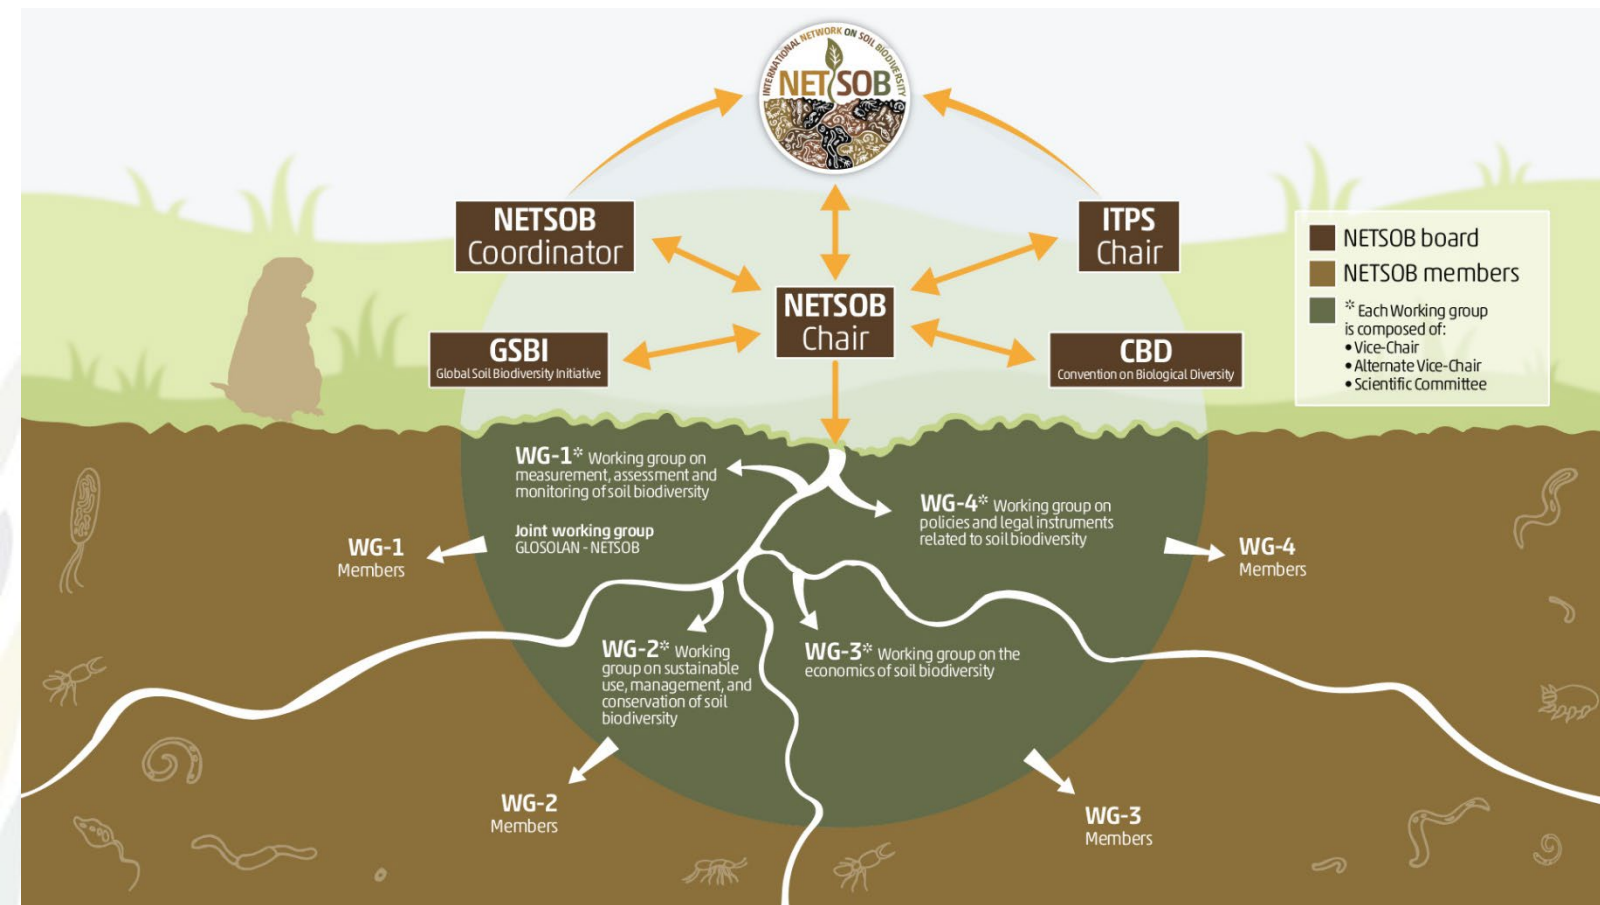 INTERNATIONAL NETWORK ON SOIL BIODIVERSITY
NETSOB
NETSOB
Coordinator
ITPS
Chair
NETSOB
Chair
GSBI
Global Soil Biodiversity Initiative
CBD
Convention on Biological Diversity
NETSOB board
NETSOB members
* Each Working group
is composed of:
• Vice-Chair
• Alternate Vice-Chair
• Scientific Committee
WG-1* Working group on
measurement, assessment and
monitoring of soil biodiversity
Joint working group
GLOSOLAN - NETSOB
WG-4* Working group on
policies and legal instruments
related to soil biodiversity
WG-1
Members
WG-4
Members
WG-2* Working
group on sustainable
use, management, and
conservation of soil
biodiversity
WG-3* Working group on the
economics of soil biodiversity
WG-2
Members
WG-3
Members